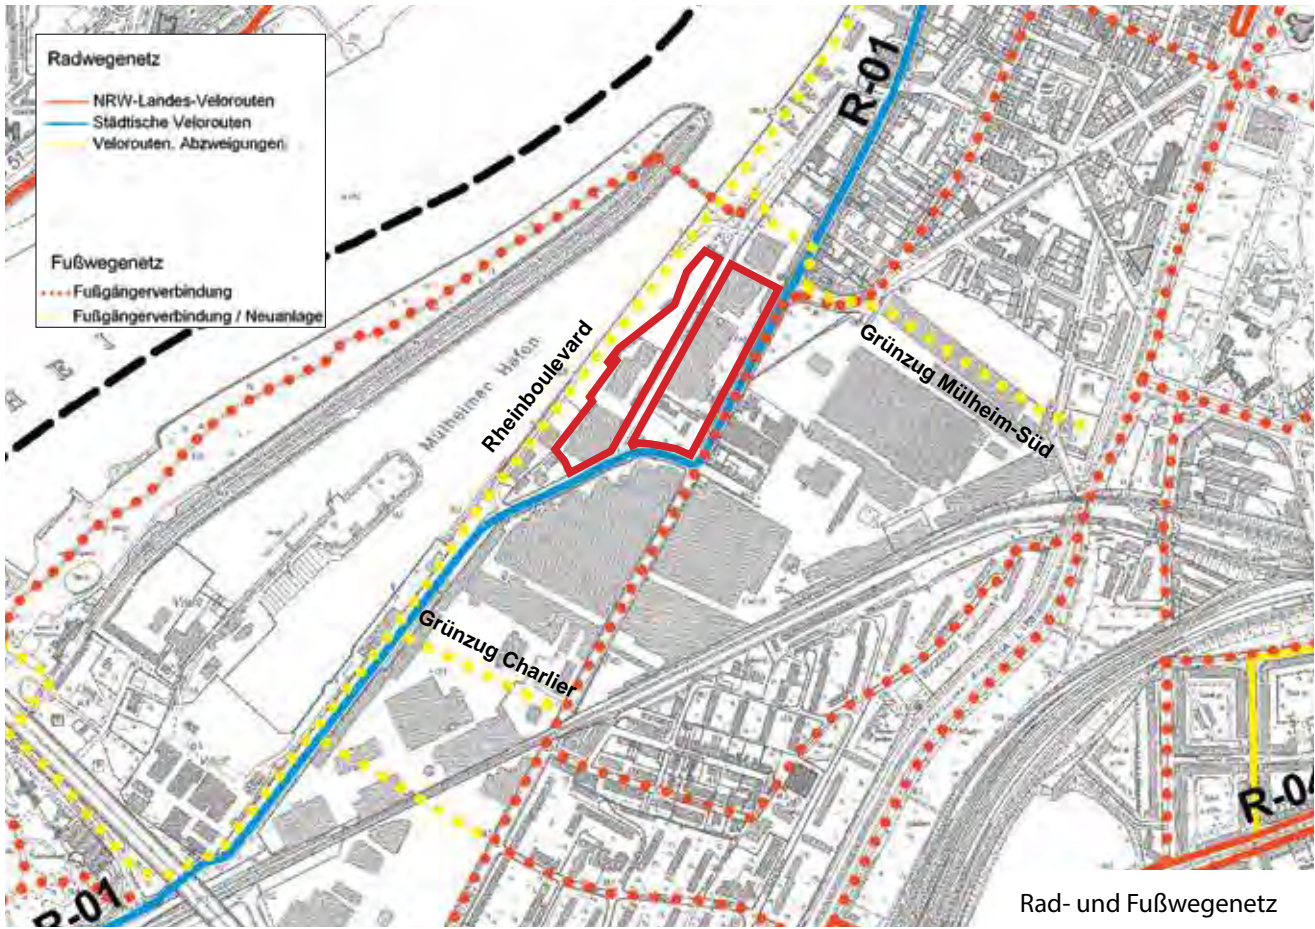 Radwegenetz
NRW-Landes-Velorouten
Städtische Velorouten
Velorouten. Abzweigungen
Fußwegenetz
Fußgängerverbindung
Fußgängerverbindung / Neuanlage
R-01
H E I
Mülheimer Hafen
Rheinboulevard
Grünzug Mülheim-Süd
Grünzug Charlier
R-04
R-01
Rad- und Fußwegenetz